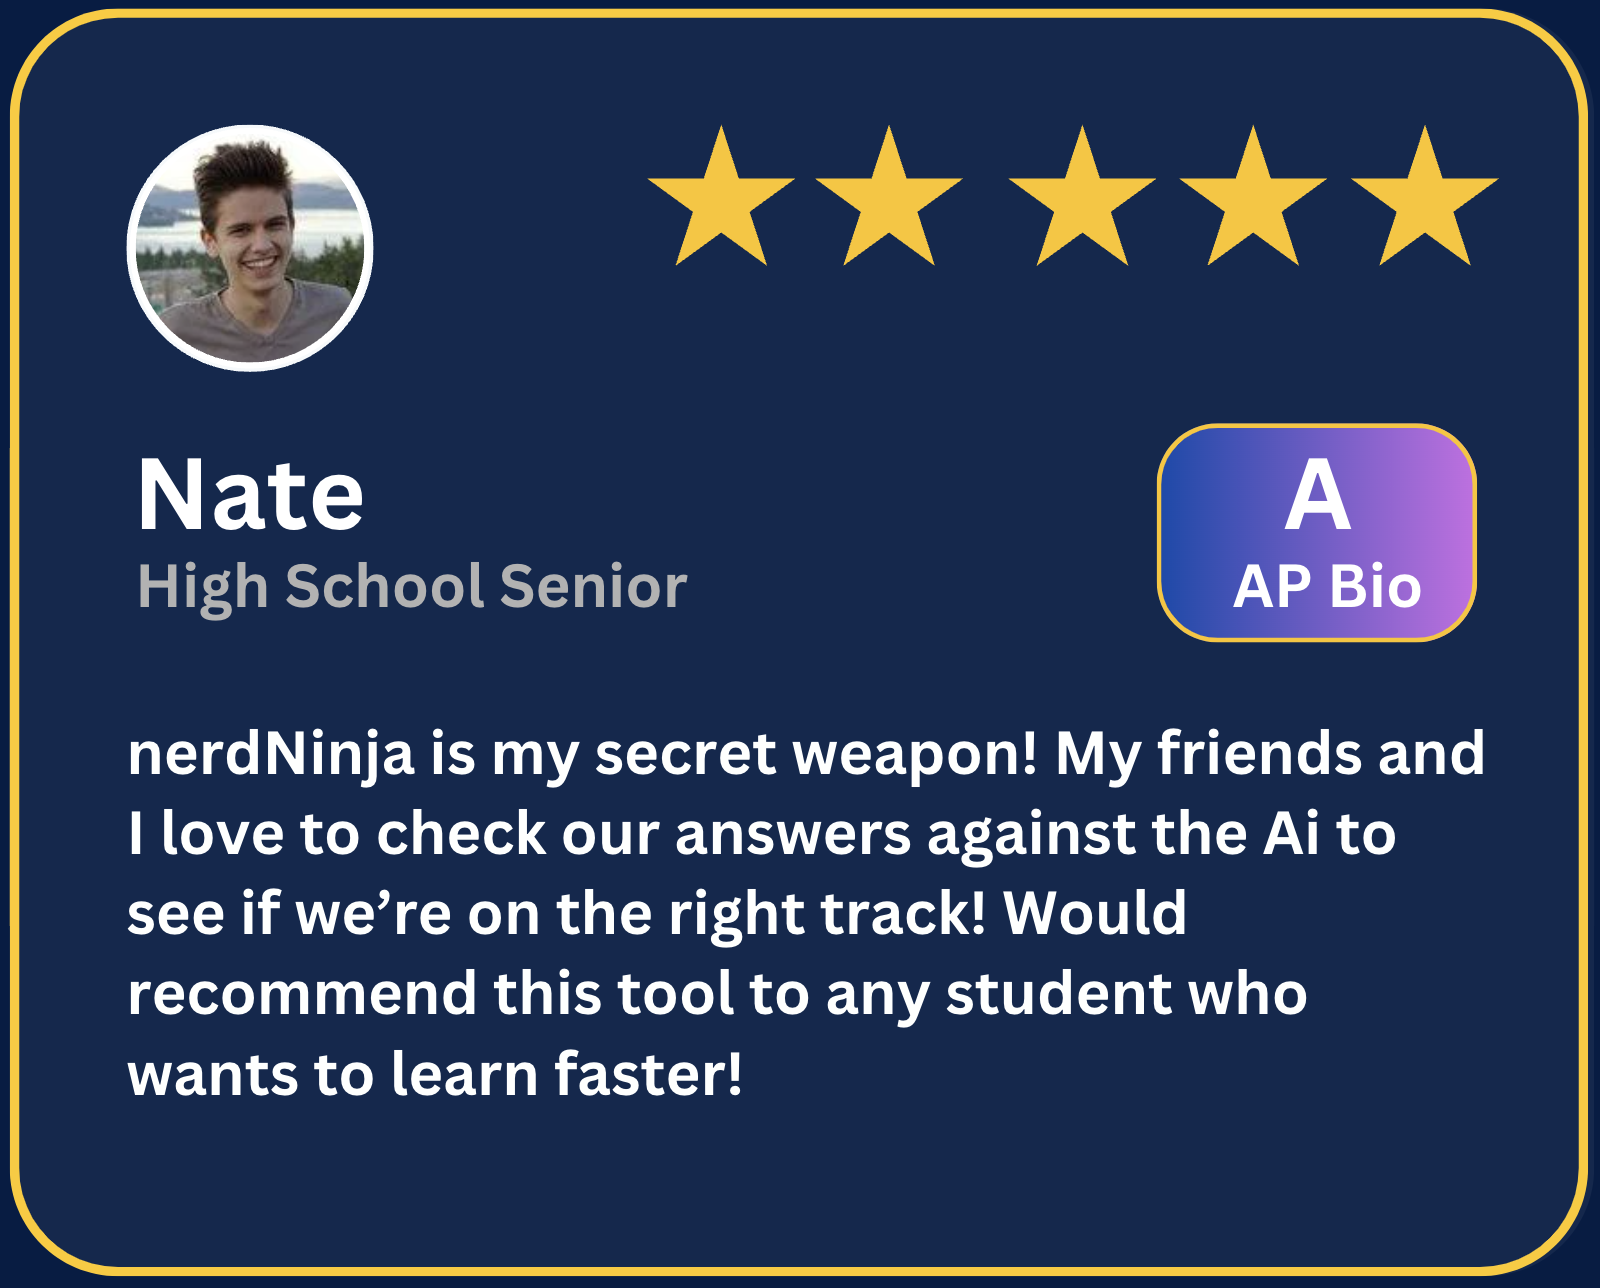 Nate
High School Senior
A
AP Bio
nerdNinja is my secret weapon! My friends and
I love to check our answers against the Ai to
see if we’re on the right track! Would
recommend this tool to any student who
wants to learn faster!